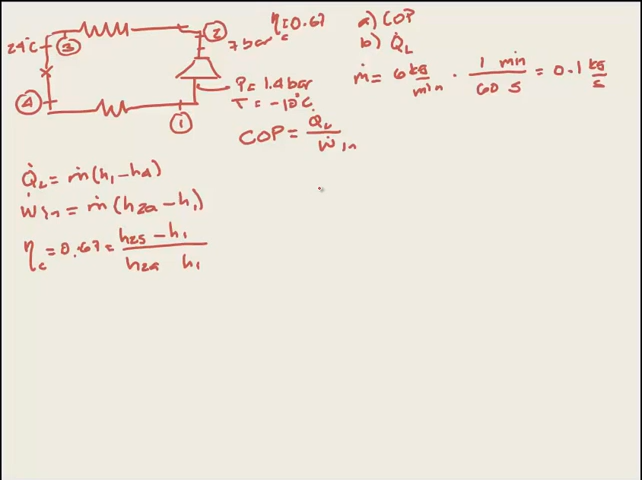 24°C ③
②
7 bar
η_c = 0.67
P = 1.4 bar
T = -10°C
④
①
a) COP
b) Q̇_L
ṁ = 6 kg/min · 1 min / 60 s = 0.1 kg/s
COP = Q̇_L / Ẇ_in
Q̇_L = ṁ(h₁ - h₄)
Ẇ_in = ṁ(h₂ₐ - h₁)
η_c = 0.67 = h₂ₛ - h₁ / h₂ₐ h₁